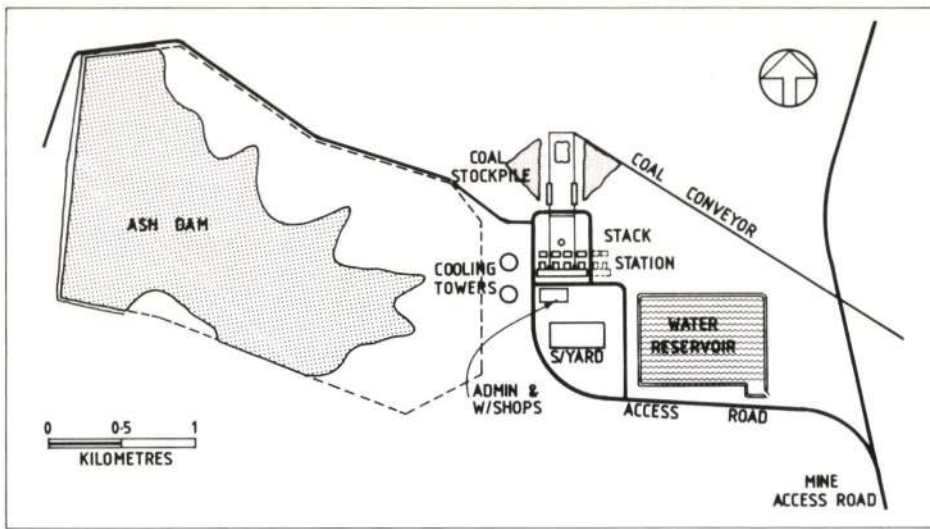 COAL
STOCKPILE
COAL CONVEYOR
ASH DAM
STACK
STATION
COOLING
TOWERS
WATER
RESERVOIR
S/YARD
ADMIN &
W/SHOPS
ACCESS ROAD
0 0·5 1
KILOMETRES
MINE
ACCESS ROAD